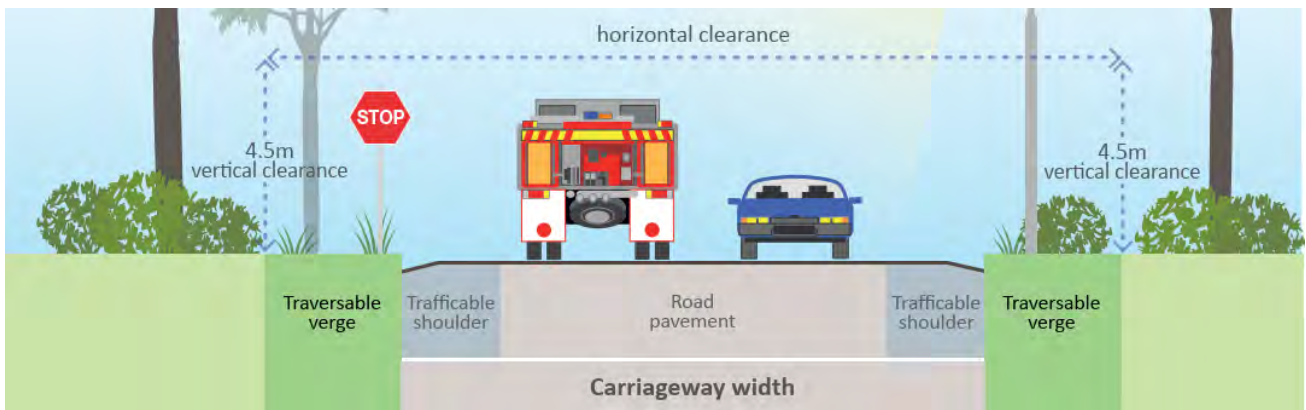 horizontal clearance
STOP
4.5m
vertical clearance
4.5m
vertical clearance
Traversable
verge
Trafficable
shoulder
Road
pavement
Trafficable
shoulder
Traversable
verge
Carriageway width